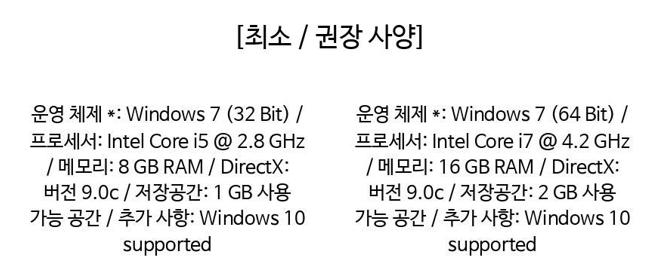 [최소 / 권장 사양]
운영 체제 *: Windows 7 (32 Bit) /
프로세서: Intel Core i5 @ 2.8 GHz
/ 메모리: 8 GB RAM / DirectX:
버전 9.0c / 저장공간: 1 GB 사용
가능 공간 / 추가 사항: Windows 10
supported
운영 체제 *: Windows 7 (64 Bit) /
프로세서: Intel Core i7 @ 4.2 GHz
/ 메모리: 16 GB RAM / DirectX:
버전 9.0c / 저장공간: 2 GB 사용
가능 공간 / 추가 사항: Windows 10
supported